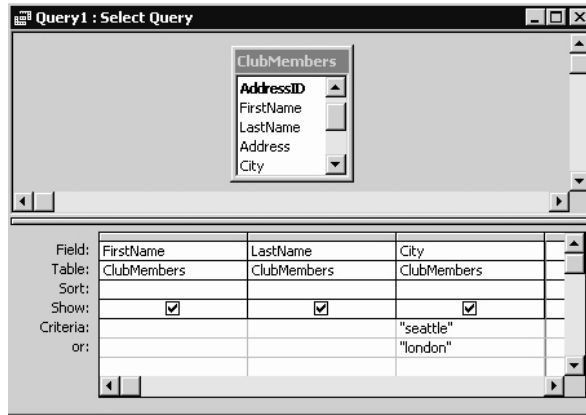 Query1 : Select Query
ClubMembers
AddressID
FirstName
LastName
Address
City
Field: FirstName LastName City
Table: ClubMembers ClubMembers ClubMembers
Sort:
Show:
Criteria: "seattle"
or: "london"